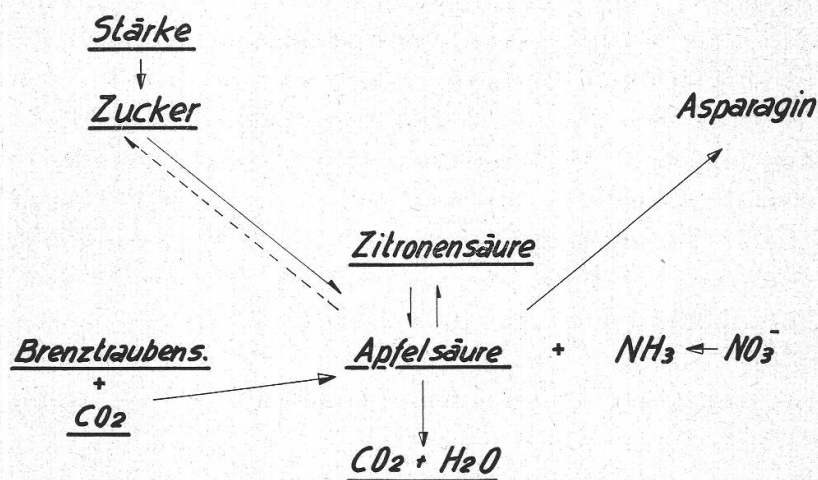 Stärke
Zucker
Asparagin
Zitronensäure
Brenztraubens.
+
CO2
Apfelsäure + NH3 NO3-
CO2 + H2O